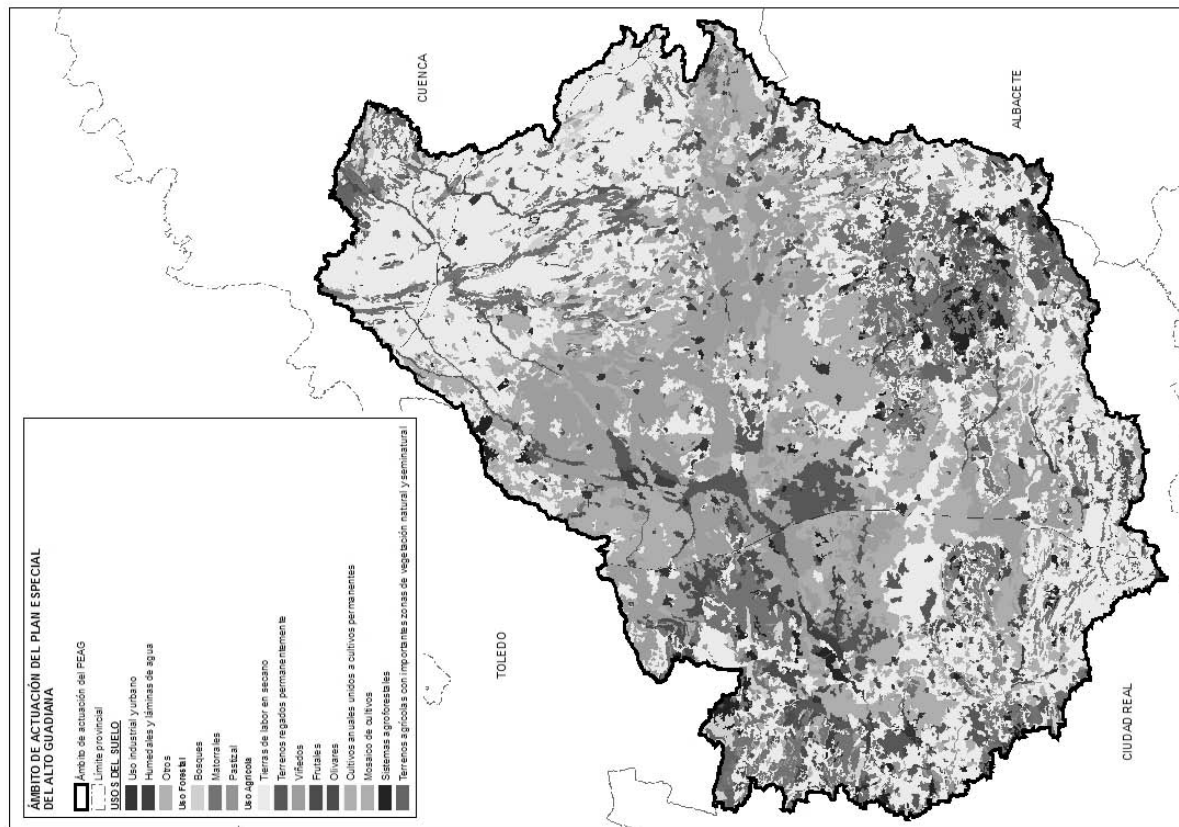 ÁMBITO DE ACTUACIÓN DEL PLAN ESPECIAL
DEL ALTO GUADIANA
Ámbito de actuación del PEAG
Límite provincial
USOS DEL SUELO
Uso industrial y urbano
Humedales y láminas de agua
Otros
Uso Forestal
Bosques
Matorrales
Pastizal
Uso Agrícola
Tierras de labor en secano
Terrenos regados permanentemente
Viñedos
Frutales
Olivares
Cultivos anuales unidos a cultivos permanentes
Mosaico de cultivos
Sistemas agroforestales
Terrenos agrícolas con importantes zonas de vegetación natural y seminatural
TOLEDO
CUENCA
CIUDAD REAL
ALBACETE